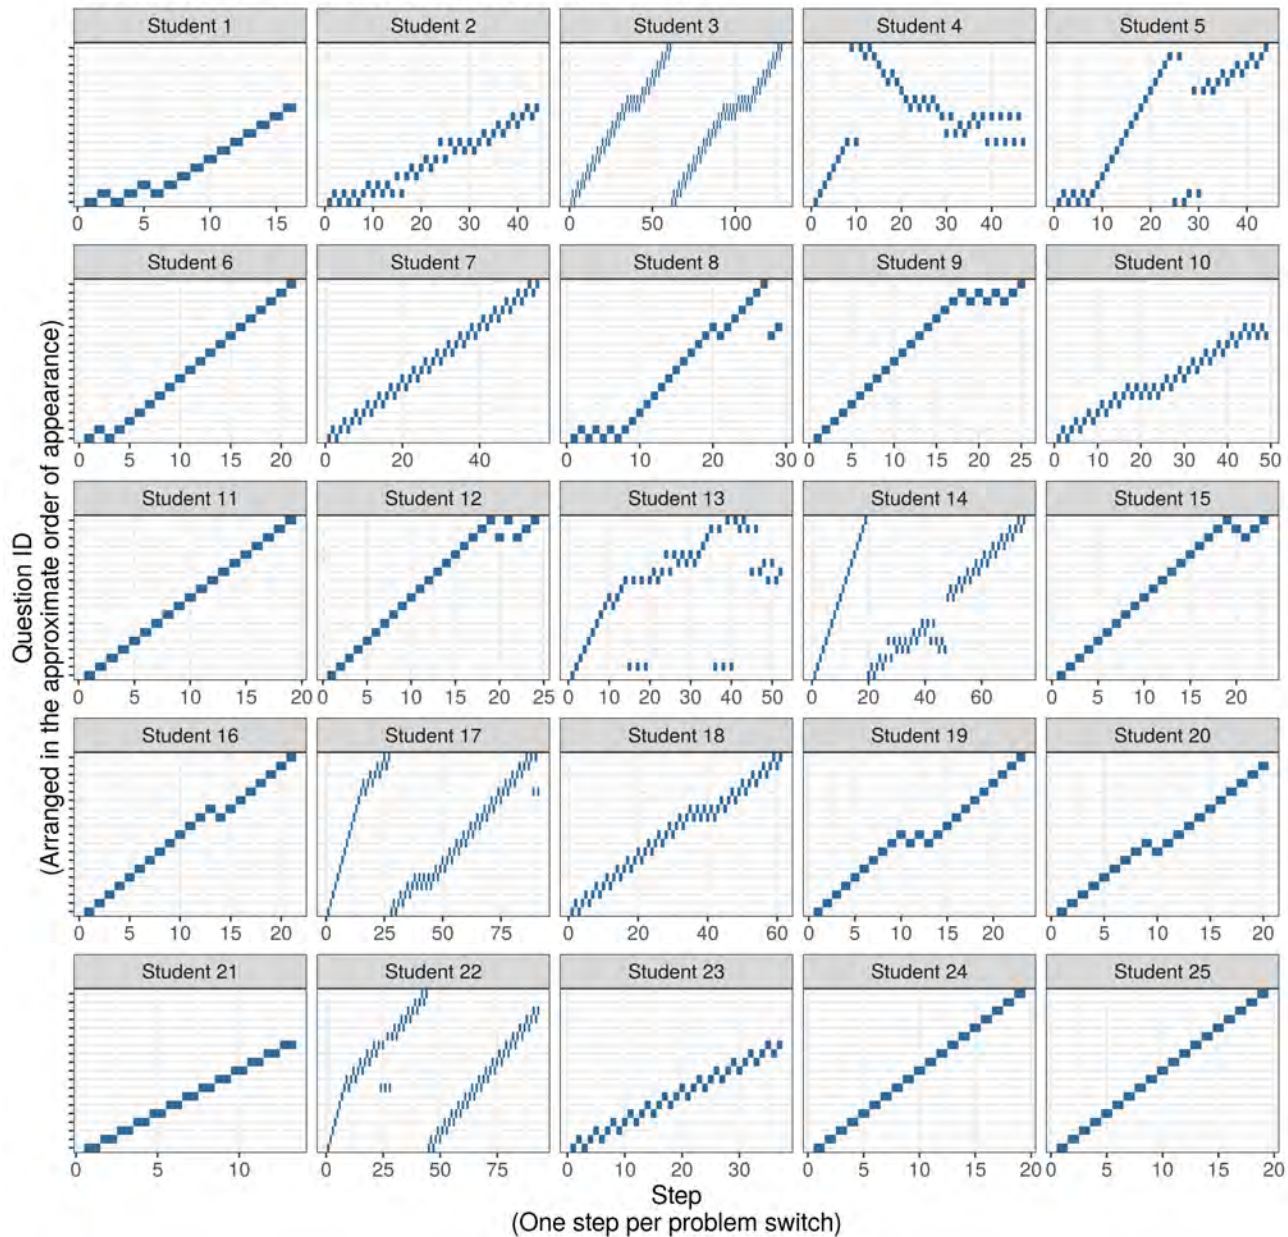 Student 1 Student 2 Student 3 Student 4 Student 5
0 5 10 15 0 10 20 30 40 0 50 100 0 10 20 30 40 0 10 20 30 40
Student 6 Student 7 Student 8 Student 9 Student 10
0 5 10 15 20 0 20 40 0 10 20 30 0 5 10 15 20 25 0 10 20 30 40 50
Student 11 Student 12 Student 13 Student 14 Student 15
0 5 10 15 20 0 5 10 15 20 25 0 10 20 30 40 50 0 20 40 60 0 5 10 15 20
Student 16 Student 17 Student 18 Student 19 Student 20
0 5 10 15 20 0 25 50 75 0 20 40 60 0 5 10 15 20 0 5 10 15 20
Student 21 Student 22 Student 23 Student 24 Student 25
0 5 10 0 25 50 75 0 10 20 30 0 5 10 15 20 0 5 10 15 20
Question ID
(Arranged in the approximate order of appearance)
Step
(One step per problem switch)